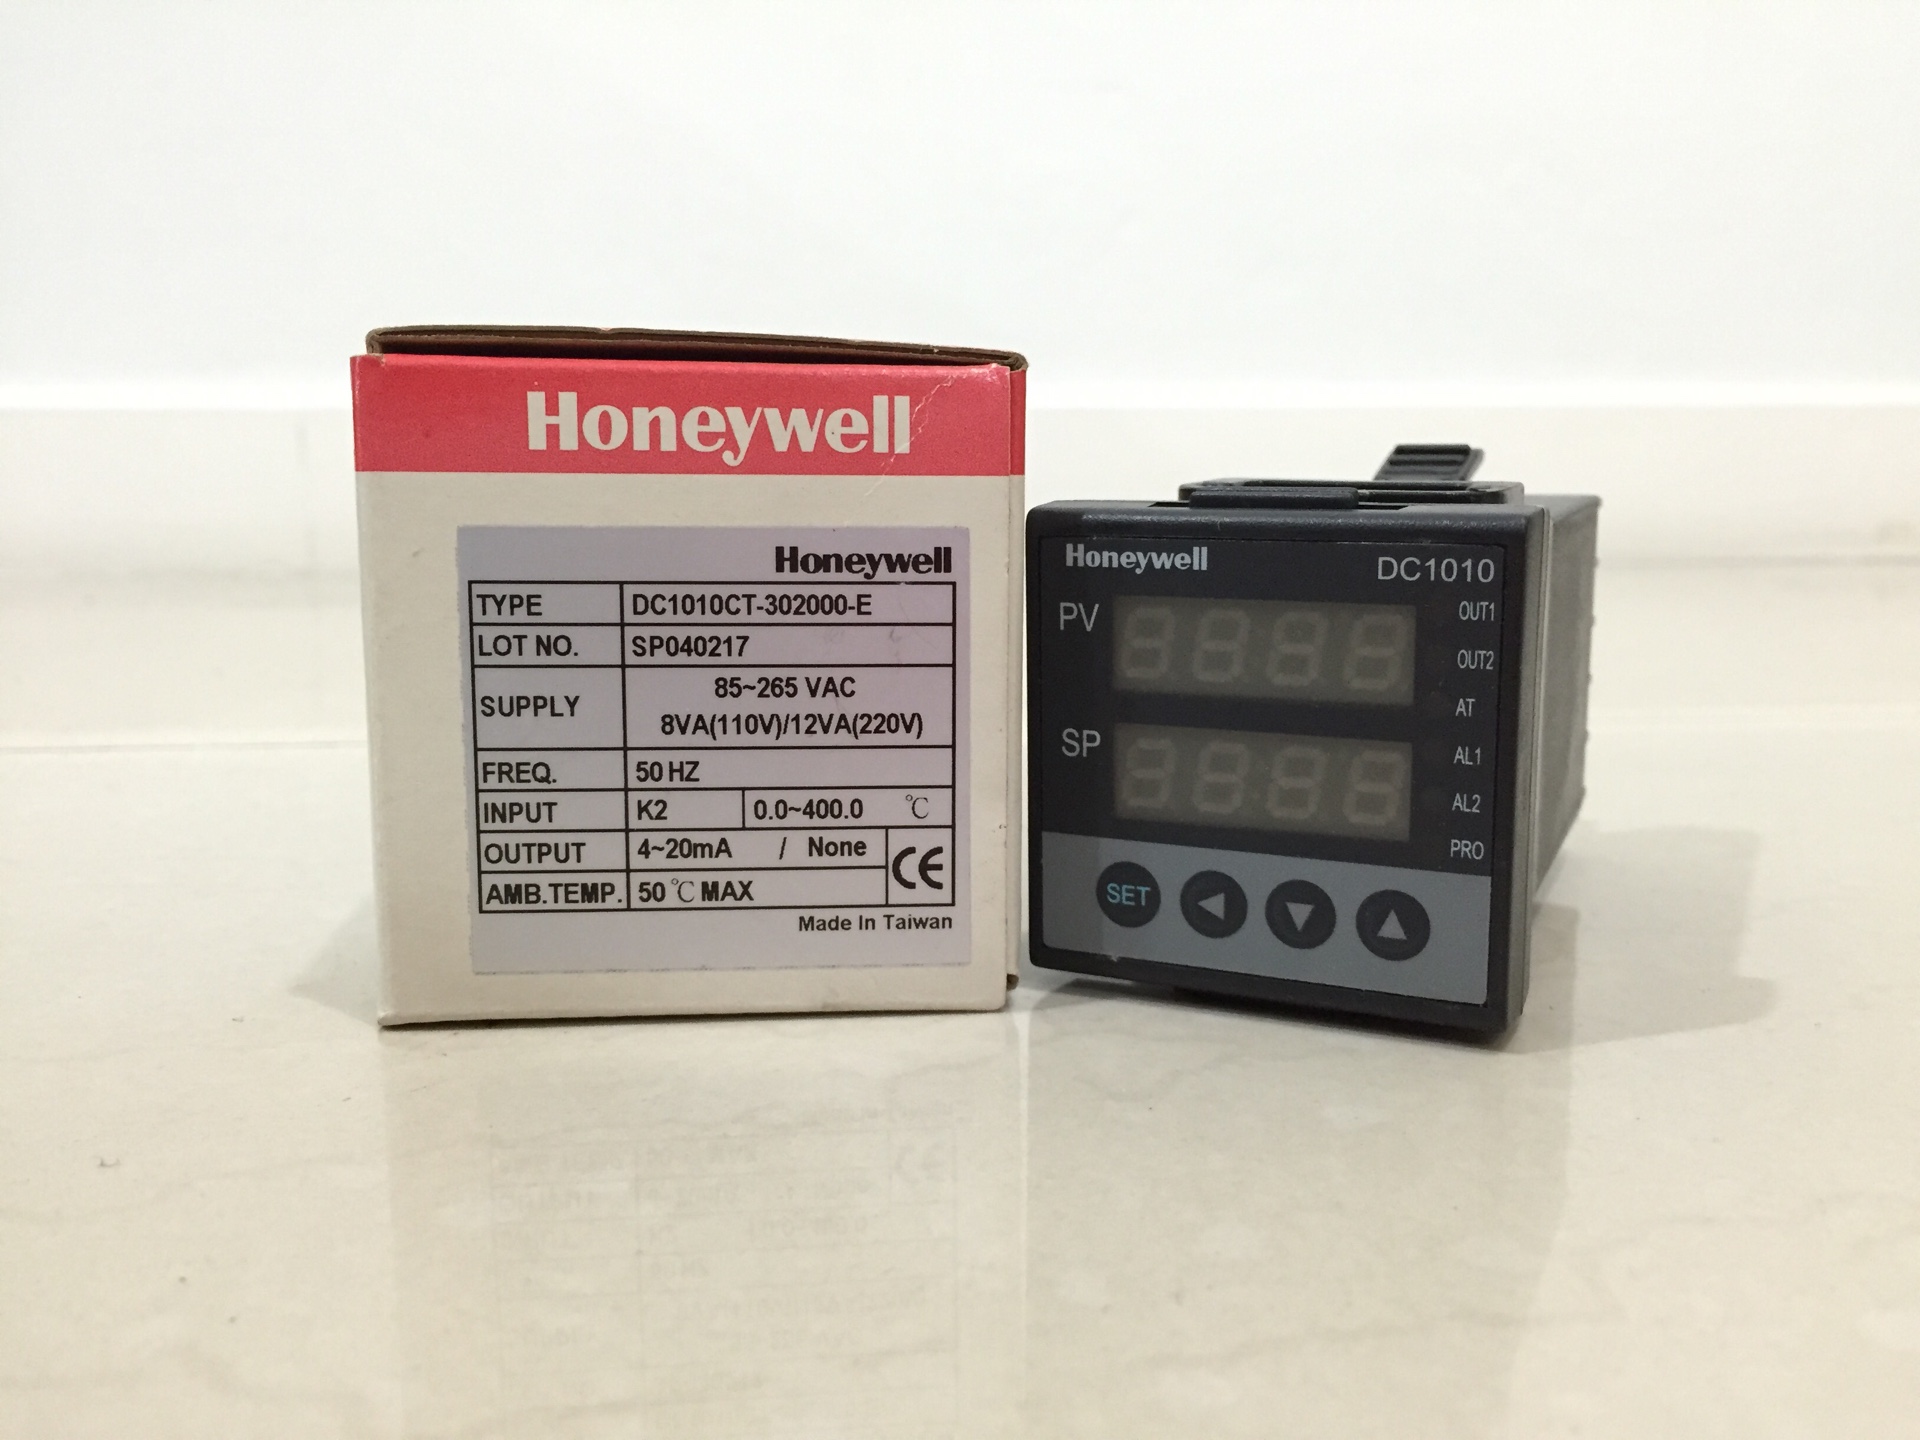 Honeywell
Honeywell
TYPE DC1010CT-302000-E
LOT NO. SP040217
SUPPLY 85~265 VAC
8VA(110V)/12VA(220V)
FREQ. 50 HZ
INPUT K2 0.0~400.0 ℃
OUTPUT 4~20mA / None
CE
AMB.TEMP. 50 ℃ MAX
Made In Taiwan
Honeywell DC1010
PV
OUT1
OUT2
AT
SP
AL1
AL2
PRO
SET